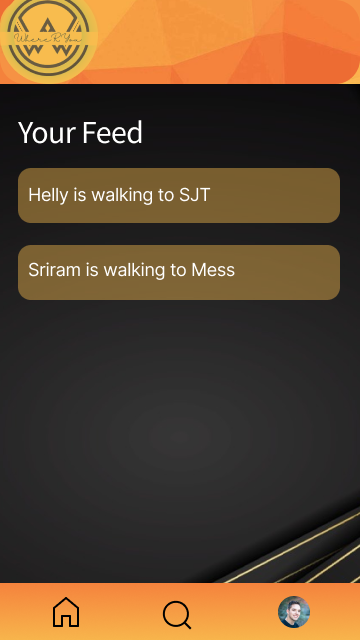 Where R You
Your Feed
Helly is walking to SJT
Sriram is walking to Mess